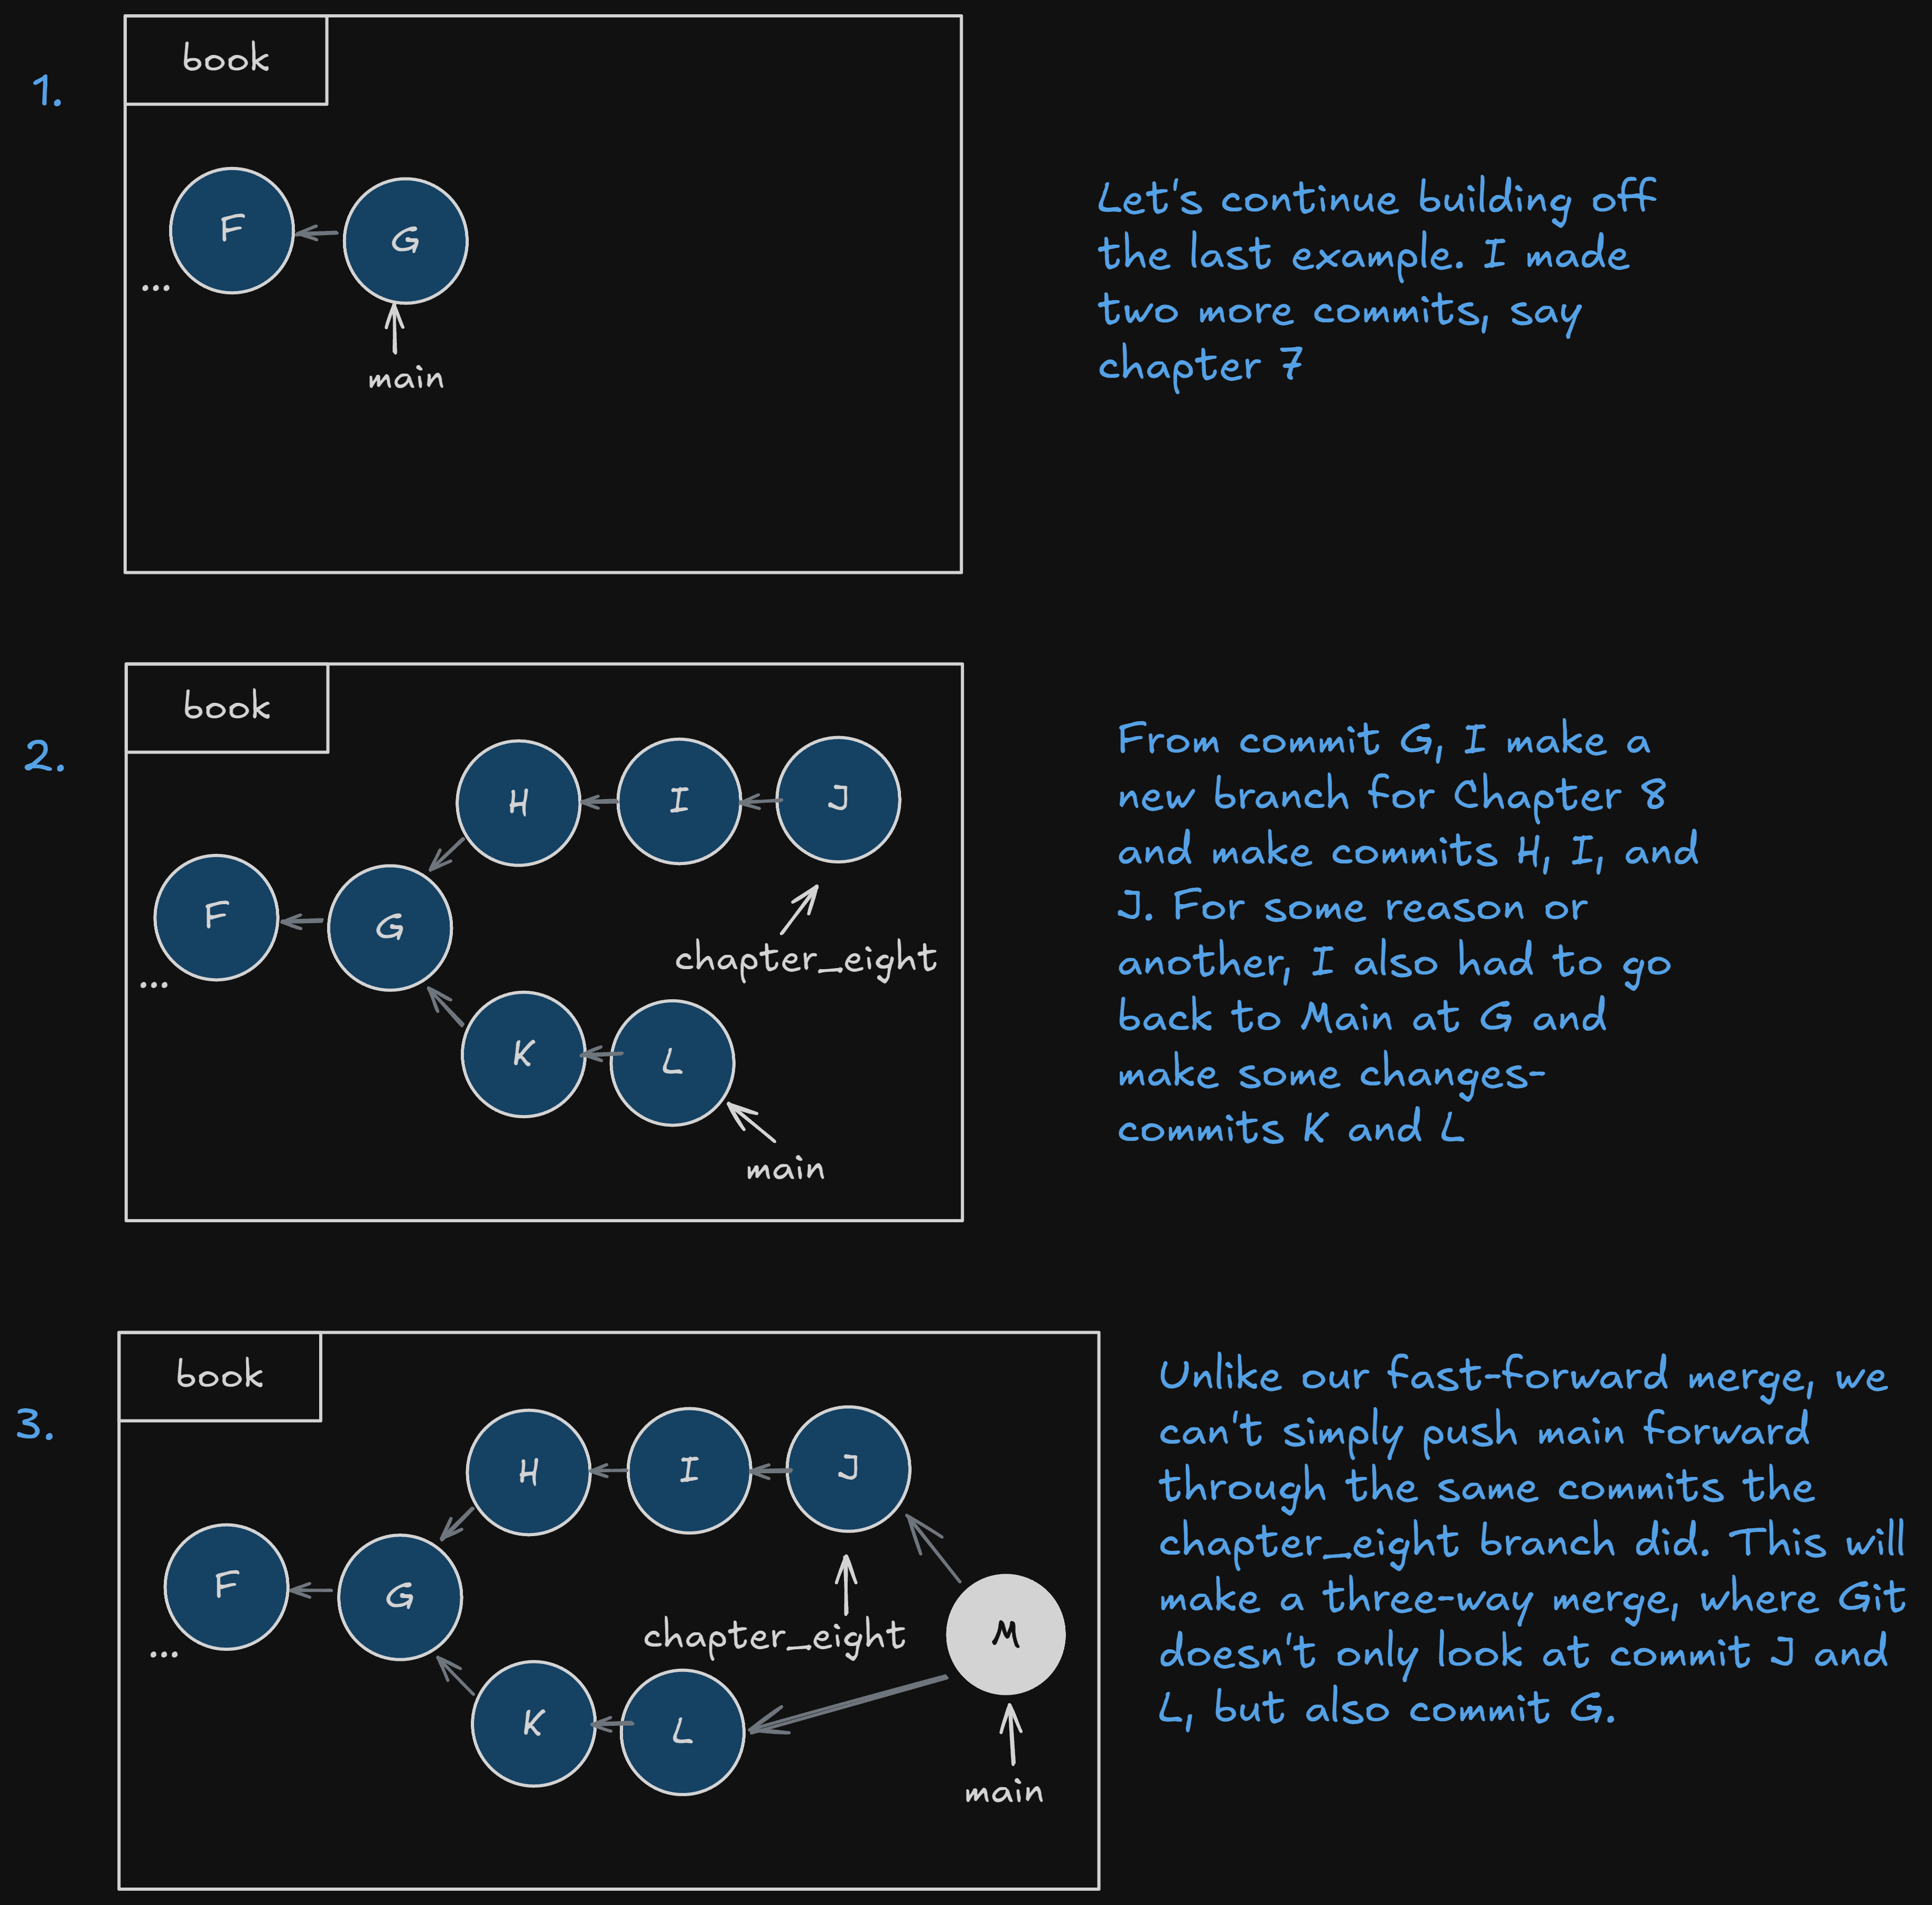 1.
book
F
G
...
main
Let's continue building off
the last example. I made
two more commits, say
chapter 7
2.
book
H
I
J
F
G
...
chapter_eight
K
L
main
From commit G, I make a
new branch for Chapter 8
and make commits H, I, and
J. For some reason or
another, I also had to go
back to Main at G and
make some changes-
commits K and L
3.
book
H
I
J
F
G
...
chapter_eight
M
K
L
main
Unlike our fast-forward merge, we
can't simply push main forward
through the same commits the
chapter_eight branch did. This will
make a three-way merge, where Git
doesn't only look at commit J and
L, but also commit G.